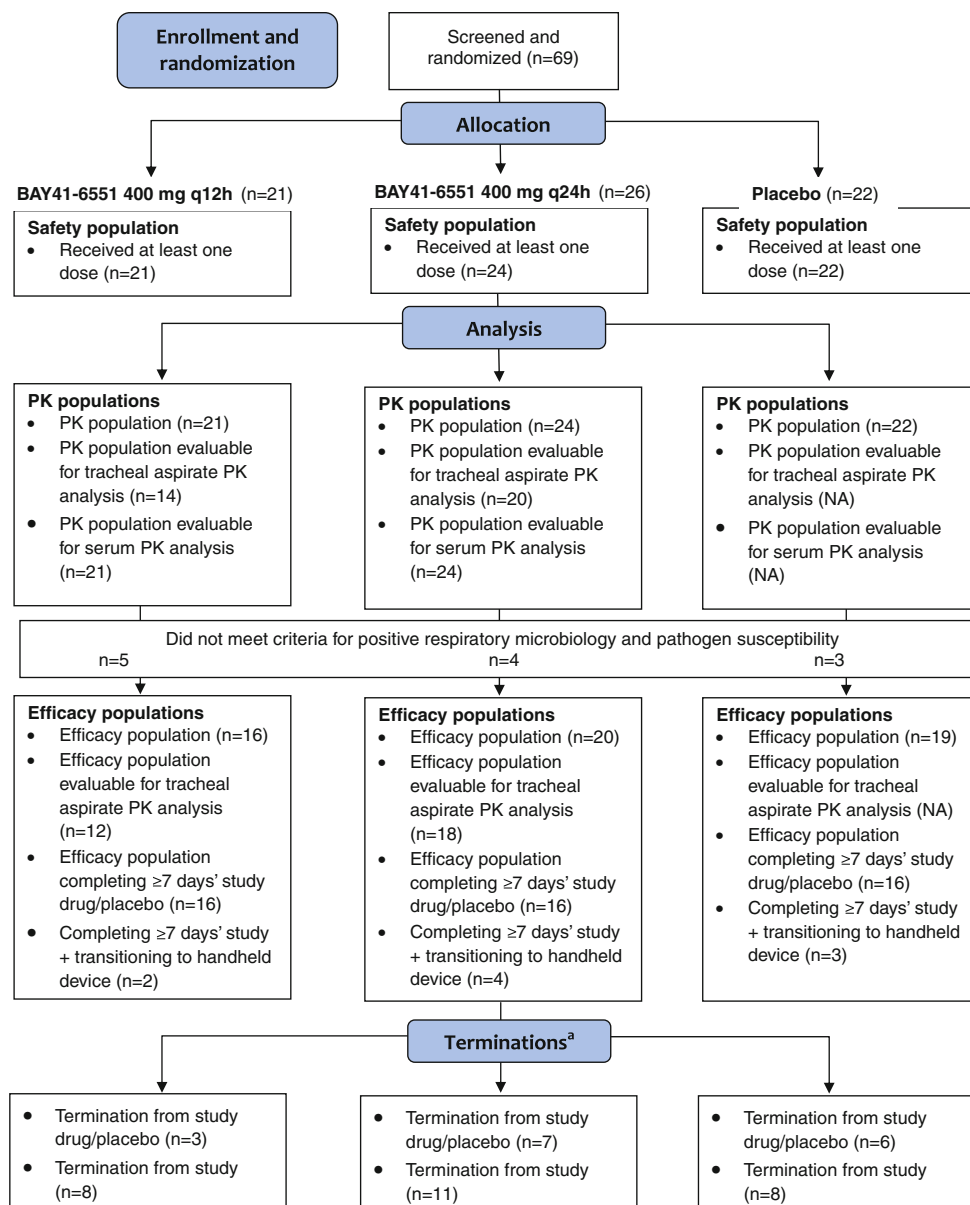 Enrollment and
randomization
Screened and
randomized (n=69)
Allocation
BAY41-6551 400 mg q12h (n=21)
Safety population
• Received at least one
dose (n=21)
BAY41-6551 400 mg q24h (n=26)
Safety population
• Received at least one
dose (n=24)
Placebo (n=22)
Safety population
• Received at least one
dose (n=22)
Analysis
PK populations
• PK population (n=21)
• PK population evaluable
for tracheal aspirate PK
analysis (n=14)
• PK population evaluable
for serum PK analysis
(n=21)
PK populations
• PK population (n=24)
• PK population evaluable
for tracheal aspirate PK
analysis (n=20)
• PK population evaluable
for serum PK analysis
(n=24)
PK populations
• PK population (n=22)
• PK population evaluable
for tracheal aspirate PK
analysis (NA)
• PK population evaluable
for serum PK analysis
(NA)
Did not meet criteria for positive respiratory microbiology and pathogen susceptibility
n=5 n=4 n=3
Efficacy populations
• Efficacy population (n=16)
• Efficacy population
evaluable for tracheal
aspirate PK analysis
(n=12)
• Efficacy population
completing ≥7 days’ study
drug/placebo (n=16)
• Completing ≥7 days’ study
+ transitioning to handheld
device (n=2)
Efficacy populations
• Efficacy population (n=20)
• Efficacy population
evaluable for tracheal
aspirate PK analysis
(n=18)
• Efficacy population
completing ≥7 days’ study
drug/placebo (n=16)
• Completing ≥7 days’ study
+ transitioning to handheld
device (n=4)
Efficacy populations
• Efficacy population (n=19)
• Efficacy population
evaluable for tracheal
aspirate PK analysis (NA)
• Efficacy population
completing ≥7 days’ study
drug/placebo (n=16)
• Completing ≥7 days’ study
+ transitioning to handheld
device (n=3)
Terminationsᵃ
• Termination from study
drug/placebo (n=3)
• Termination from study
(n=8)
• Termination from study
drug/placebo (n=7)
• Termination from study
(n=11)
• Termination from study
drug/placebo (n=6)
• Termination from study
(n=8)